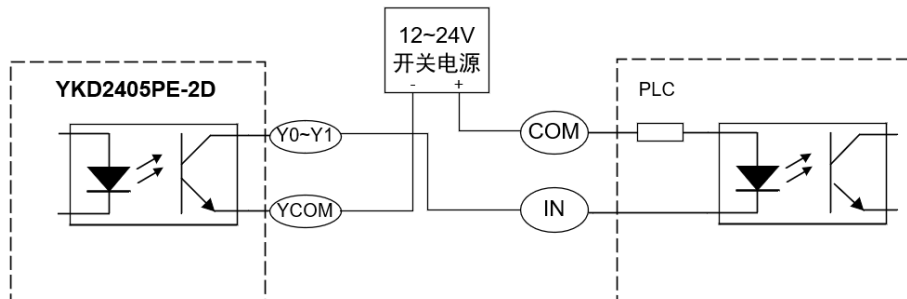 12~24V
开关电源
- +
YKD2405PE-2D
PLC
Y0~Y1
COM
YCOM
IN